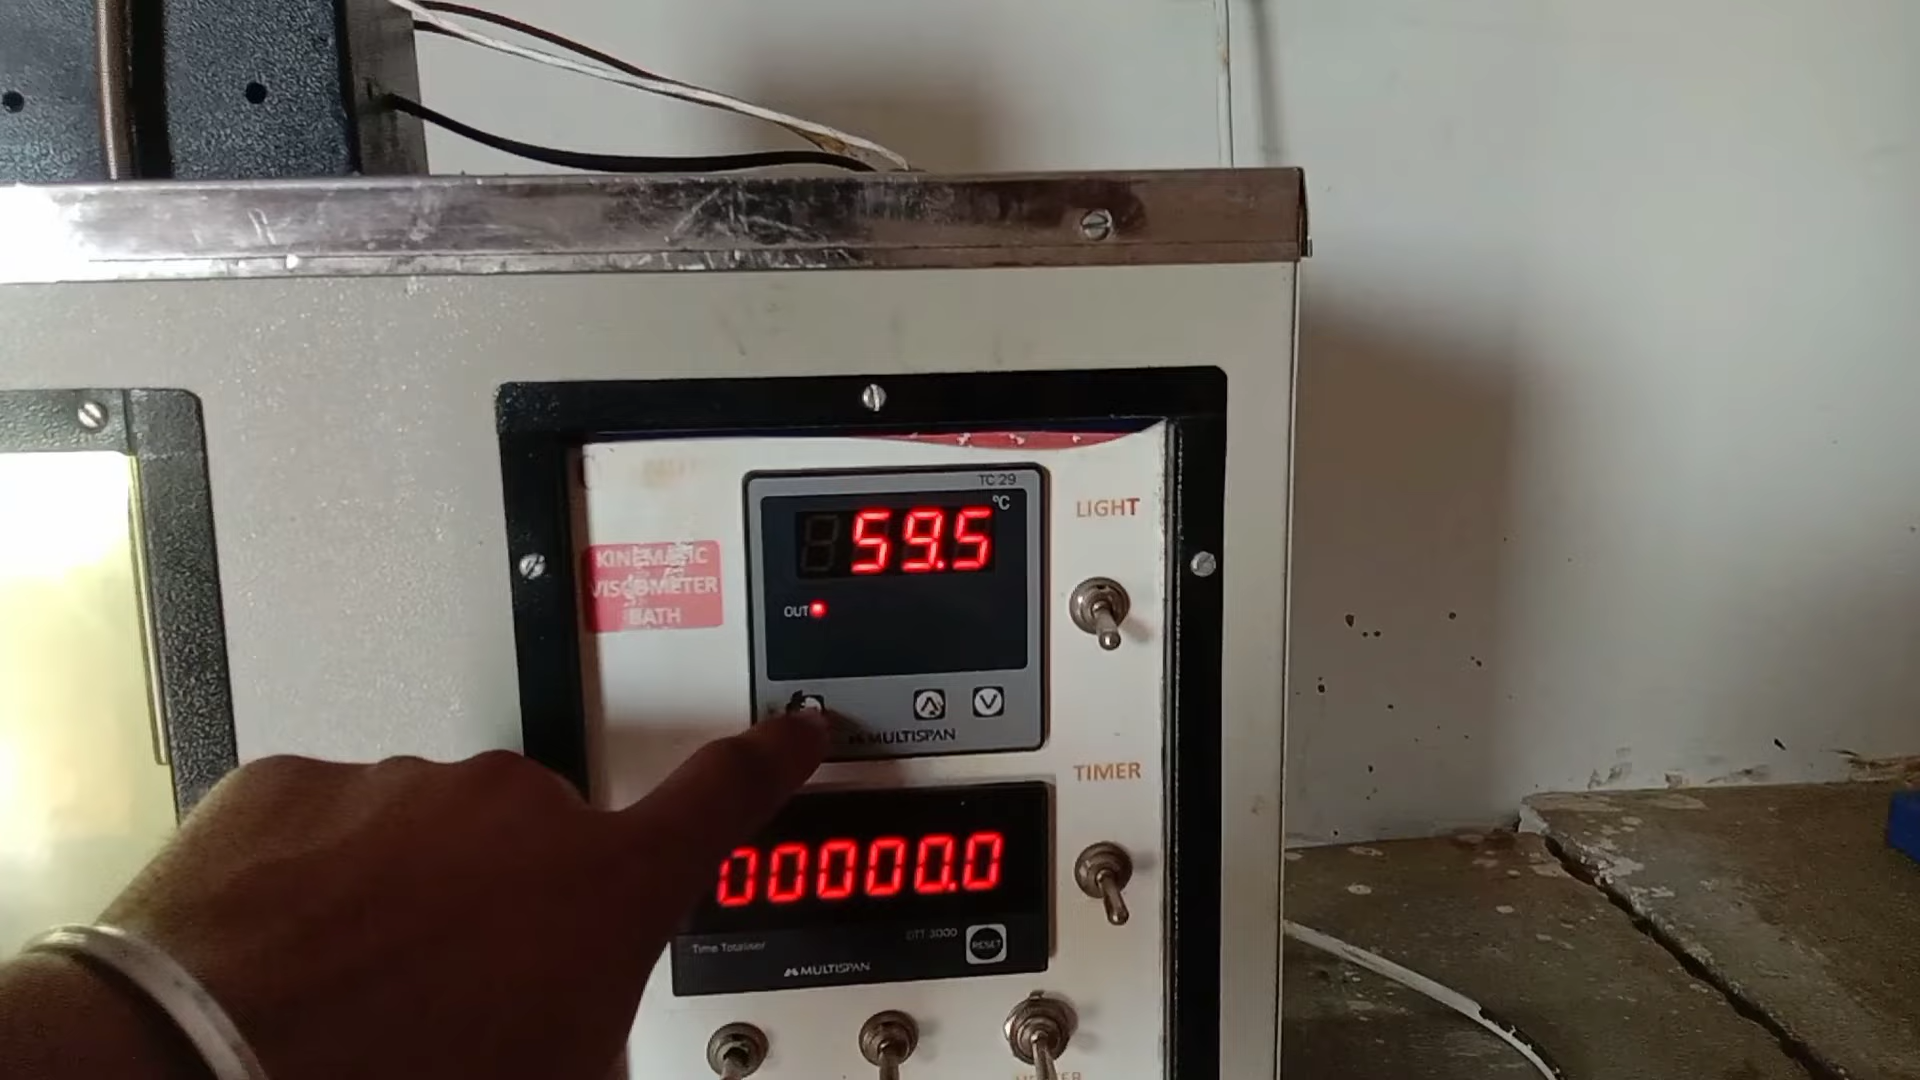 TC 29
°C
59.5
LIGHT
KINEMATIC
VISCOMETER
BATH
OUT
MULTISPAN
TIMER
00000.0
Time Totaliser
DTT 3000
RESET
MULTISPAN